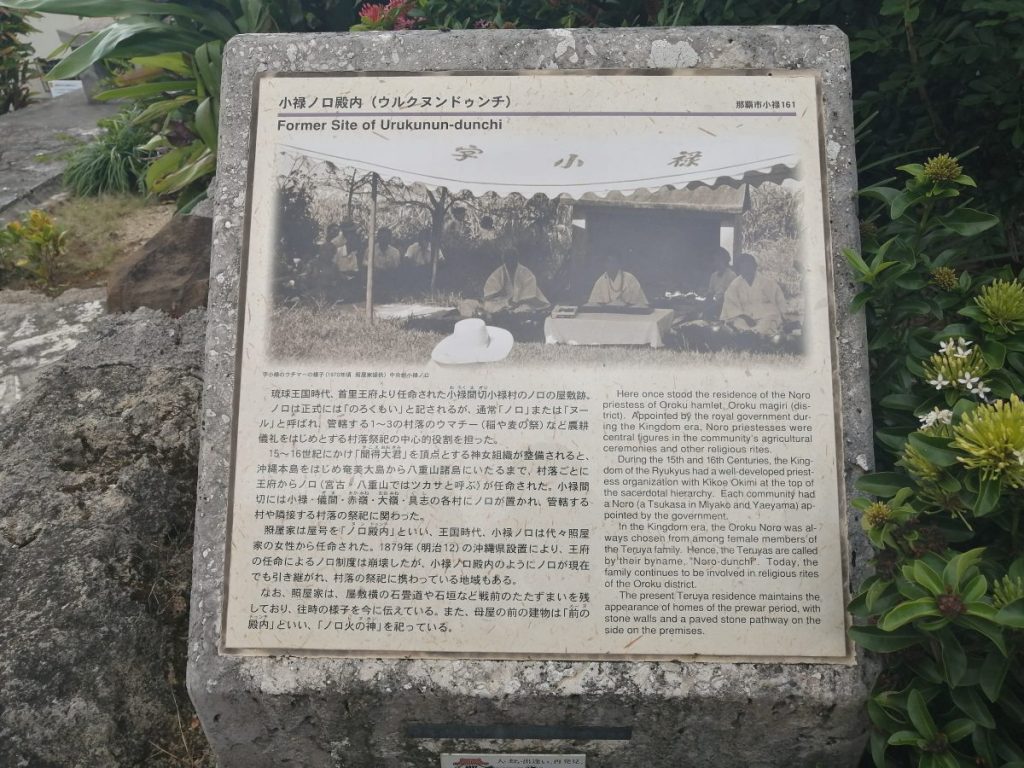 小禄ノロ殿内（ウルクヌンドゥンチ）
那覇市小禄161
Former Site of Urukunun-dunchi
字 小 禄
字小禄のウチマーの様子（1970年頃 照屋家提供）中央が小禄ノロ
琉球王国時代、首里王府より任命された小禄間切小禄村のノロの屋敷跡。
ノロは正式には「のろくもい」と記されるが、通常「ノロ」または「ヌー
ル」と呼ばれ、管轄する1～3の村落のウマチー（稲や麦の祭）など農耕
儀礼をはじめとする村落祭祀の中心的役割を担った。
15～16世紀にかけ「聞得大君」を頂点とする神女組織が整備されると、
沖縄本島をはじめ奄美大島から八重山諸島にいたるまで、村落ごとに
王府からノロ（宮古・八重山ではツカサと呼ぶ）が任命された。小禄間
切には小禄・儀間・赤嶺・大嶺・具志の各村にノロが置かれ、管轄する
村や隣接する村落の祭祀に関わった。
照屋家は屋号を「ノロ殿内」といい、王国時代、小禄ノロは代々照屋
家の女性から任命された。1879年（明治12）の沖縄県設置により、王府
の任命によるノロ制度は崩壊したが、小禄ノロ殿内のようにノロが現在
でも引き継がれ、村落の祭祀に携わっている地域もある。
なお、照屋家は、屋敷横の石畳道や石垣など戦前のたたずまいを残
しており、往時の様子を今に伝えている。また、母屋の前の建物は「前の
殿内」といい、「ノロ火の神」を祀っている。
Here once stood the residence of the Noro
priestess of Oroku hamlet, Oroku magiri (dis-
trict). Appointed by the royal government dur-
ing the Kingdom era, Noro priestesses were
central figures in the community's agricultural
ceremonies and other religious rites.
During the 15th and 16th Centuries, the King-
dom of the Ryukyus had a well-developed priest-
ess organization with Kikoe Okimi at the top of
the sacerdotal hierarchy. Each community had
a Noro (a Tsukasa in Miyako and Yaeyama) ap-
pointed by the government.
In the Kingdom era, the Oroku Noro was al-
ways chosen from among female members of
the Teruya family. Hence, the Teruyas are called
by their byname, "Noro-dunchi". Today, the
family continues to be involved in religious rites
of the Oroku district.
The present Teruya residence maintains the
appearance of homes of the prewar period, with
stone walls and a paved stone pathway on the
side on the premises.